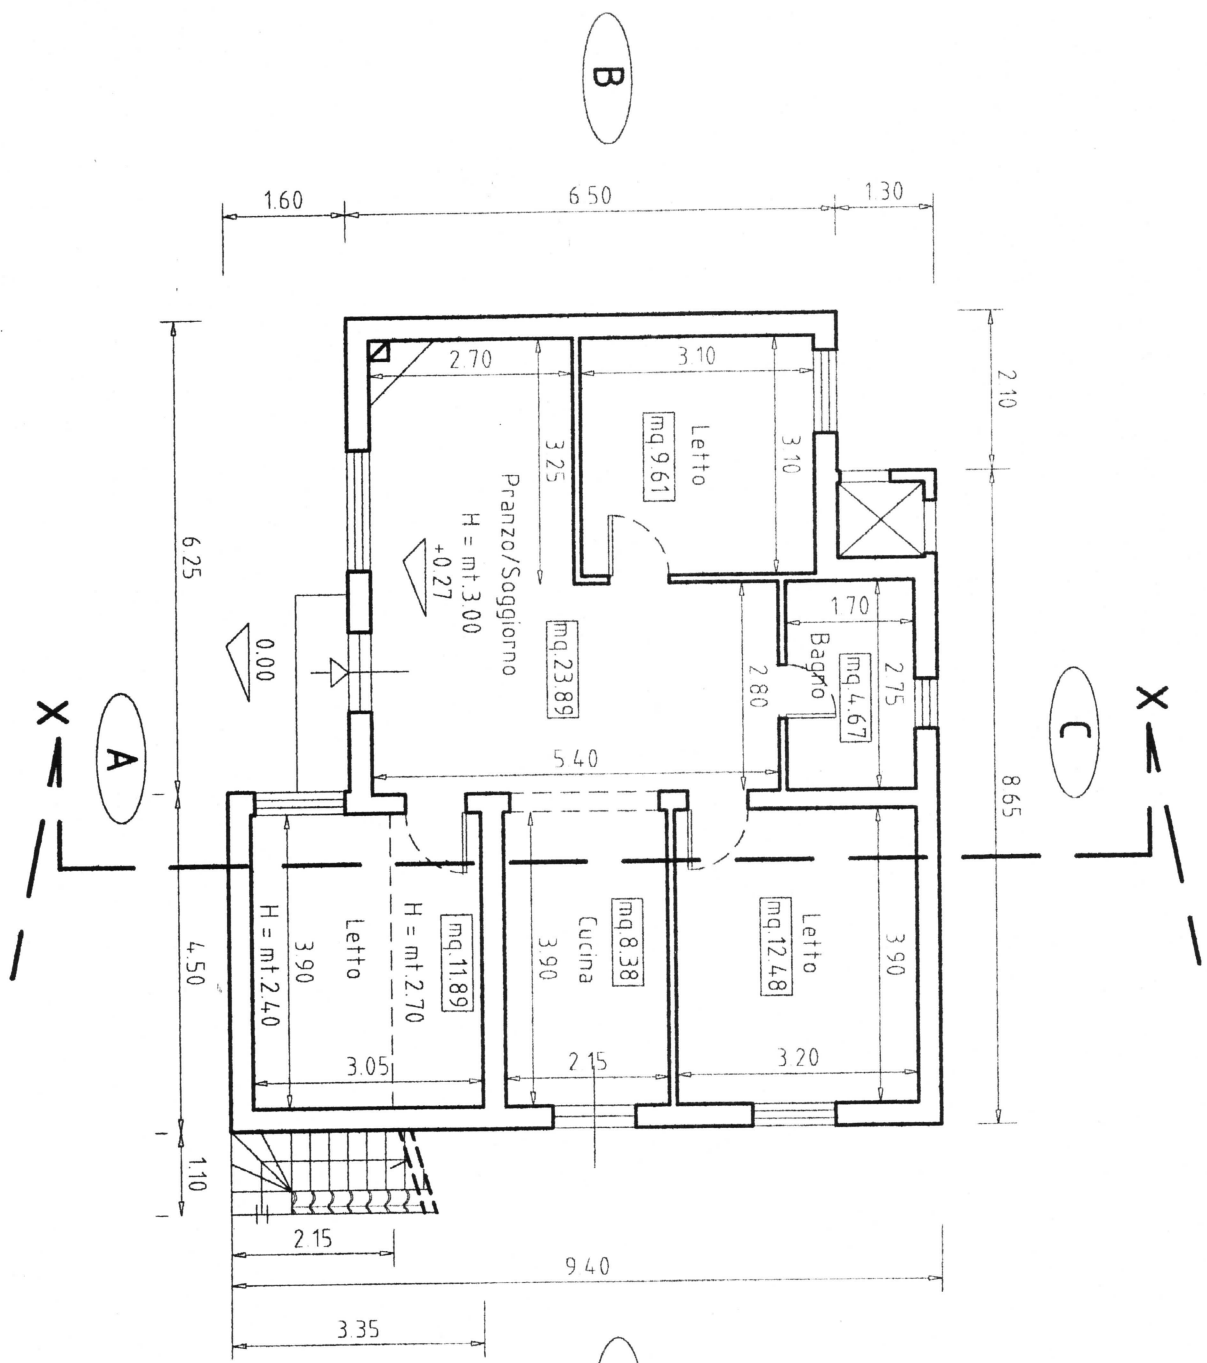 B
1.60
6.50
1.30
2.70
3.10
2.10
3.25
3.10
Letto
mq.9.61
Pranzo/Soggiorno
H = mt.3.00
+0.27
mq.23.89
6.25
0.00
1.70
2.75
Bagno
mq.4.67
2.80
5.40
X
A
C
X
8.65
4.50
H = mt.2.40
3.90
Letto
H = mt.2.70
mq.11.89
3.05
3.90
Cucina
mq.8.38
2.15
Letto
mq.12.48
3.90
3.20
1.10
2.15
9.40
3.35